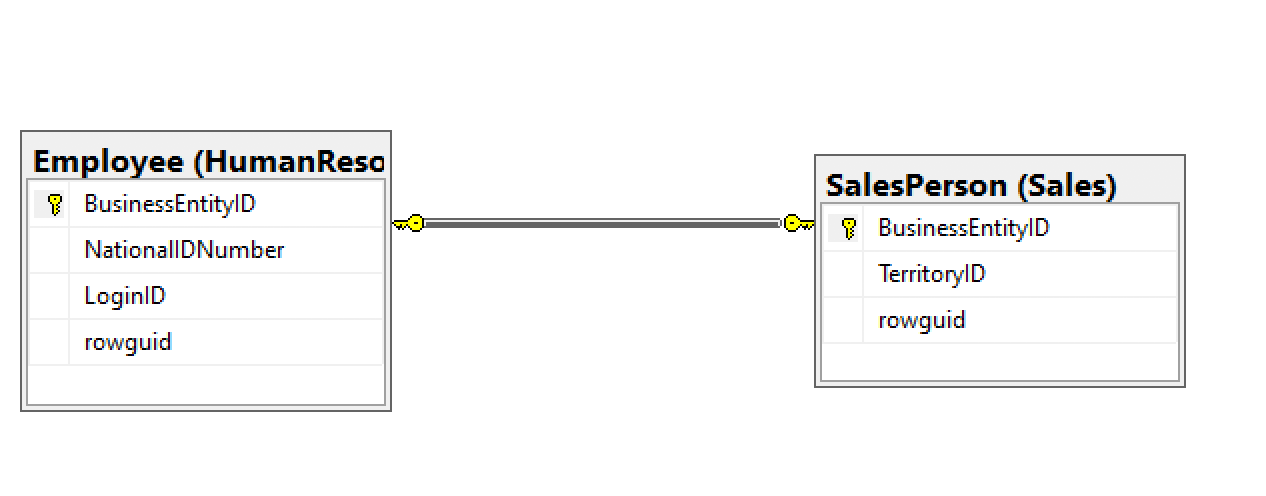 Employee (HumanReso
BusinessEntityID
NationalIDNumber
LoginID
rowguid
SalesPerson (Sales)
BusinessEntityID
TerritoryID
rowguid